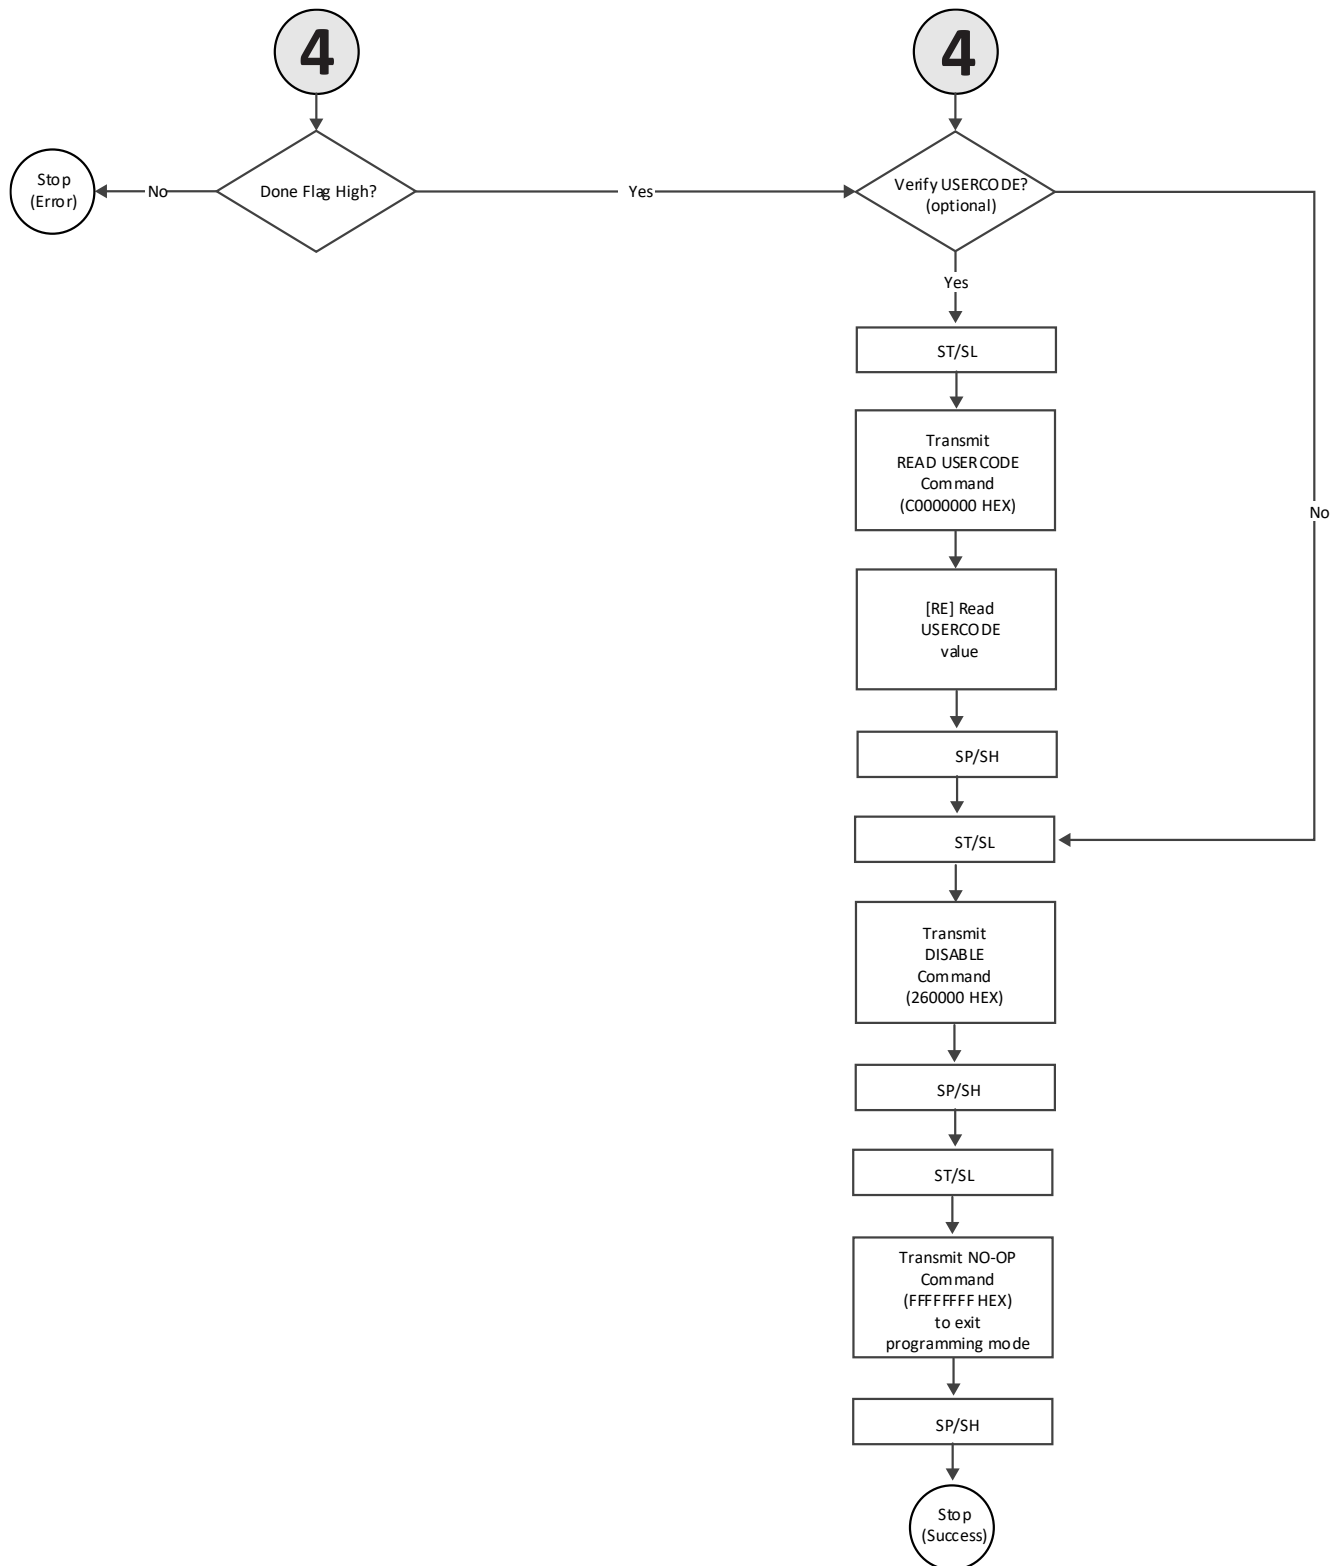 4
4
Stop
(Error)
No
Done Flag High?
Yes
Verify USERCODE?
(optional)
Yes
ST/SL
Transmit
READ USERCODE
Command
(C0000000 HEX)
No
[RE] Read
USERCODE
value
SP/SH
ST/SL
Transmit
DISABLE
Command
(260000 HEX)
SP/SH
ST/SL
Transmit NO-OP
Command
(FFFFFFFF HEX)
to exit
programming mode
SP/SH
Stop
(Success)